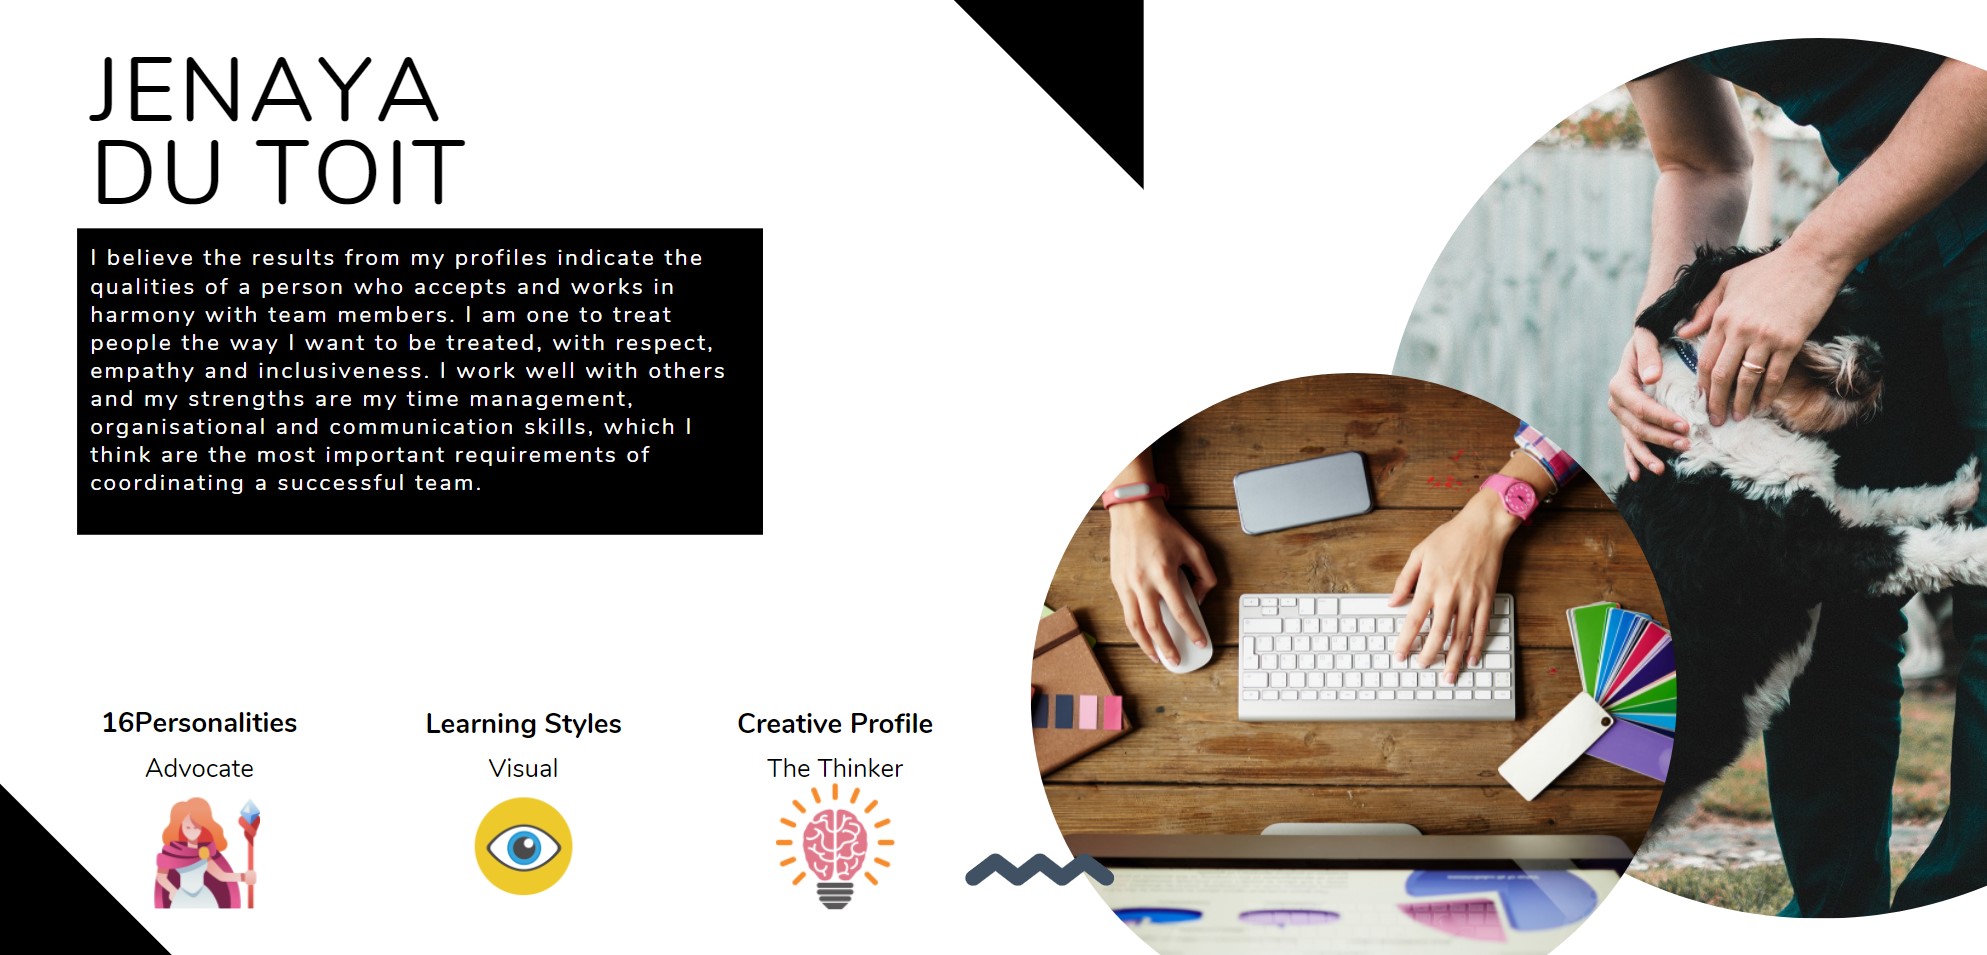 JENAYA
DU TOIT
I believe the results from my profiles indicate the
qualities of a person who accepts and works in
harmony with team members. I am one to treat
people the way I want to be treated, with respect,
empathy and inclusiveness. I work well with others
and my strengths are my time management,
organisational and communication skills, which I
think are the most important requirements of
coordinating a successful team.
16Personalities
Advocate
Learning Styles
Visual
Creative Profile
The Thinker